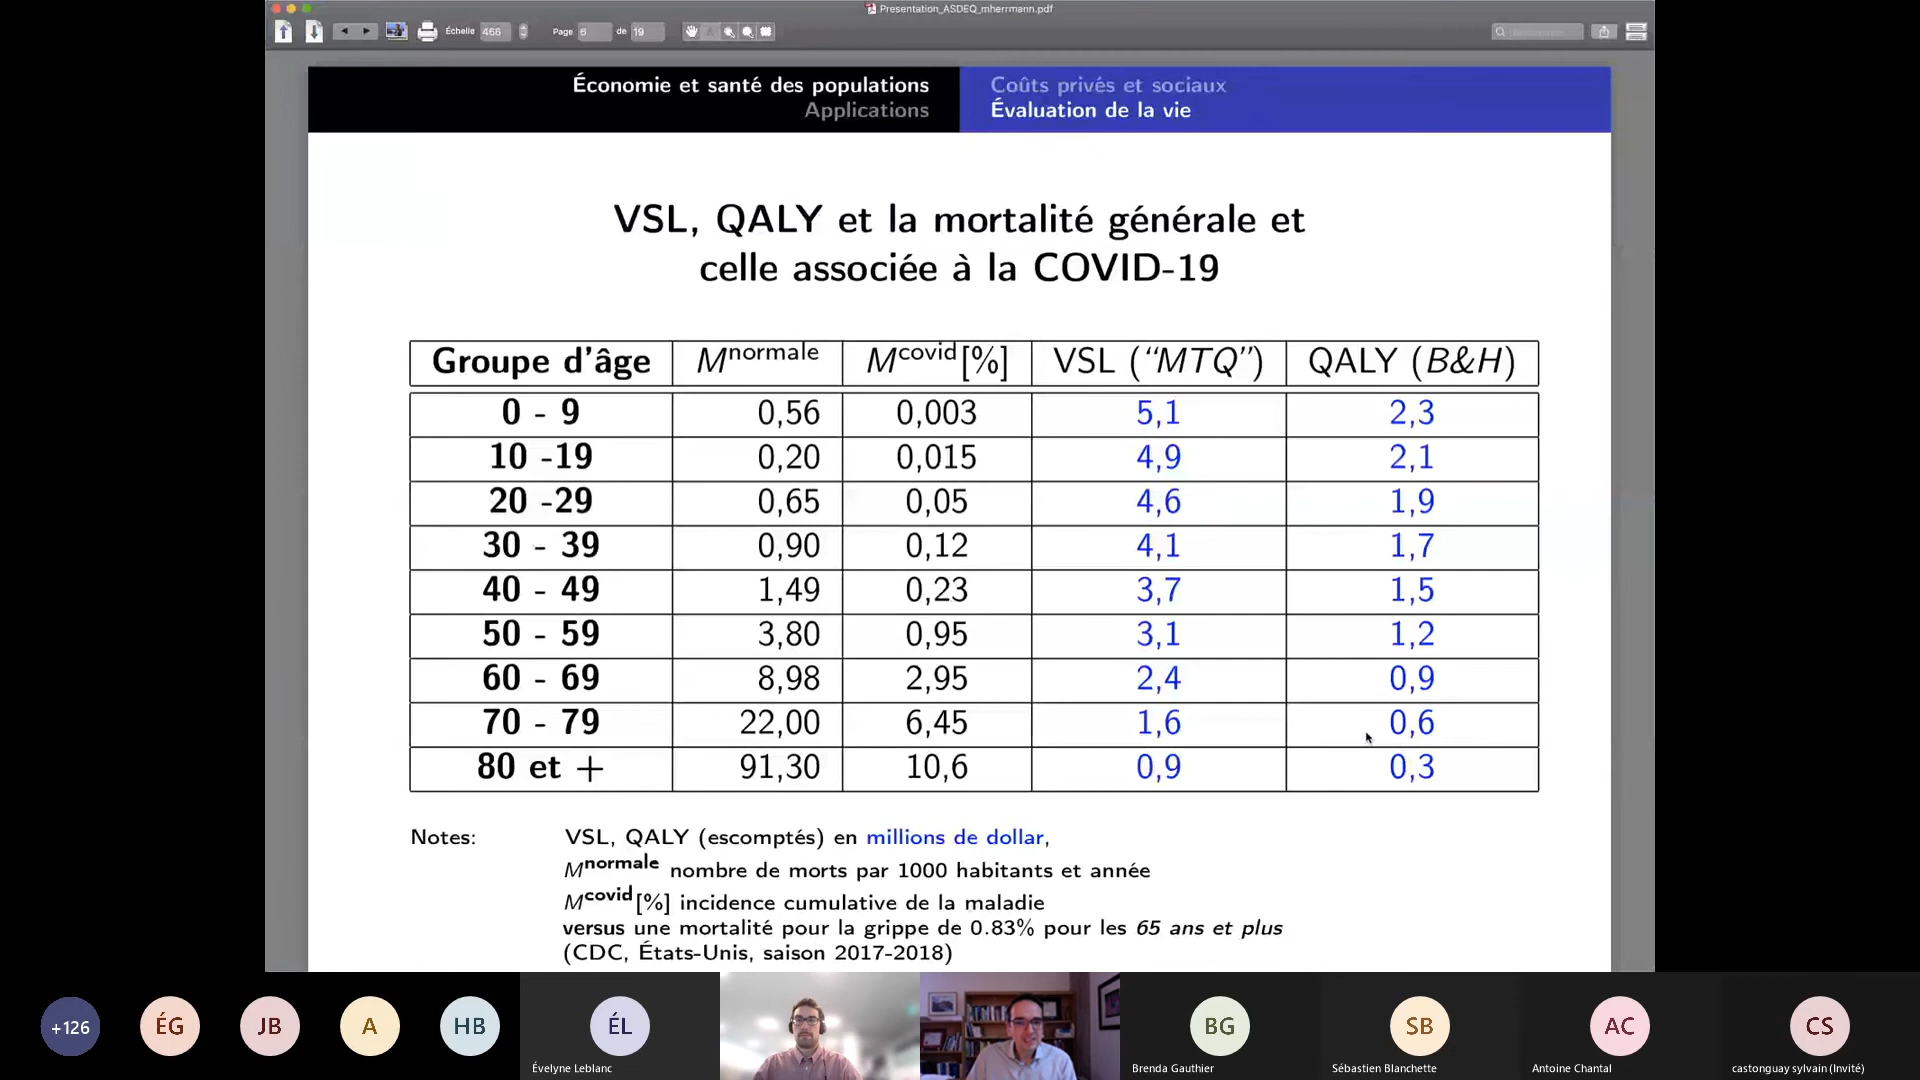 Presentation_ASDEQ_mherrmann.pdf
Échelle 466 Page 6 de 19
Économie et santé des populations
Applications
Coûts privés et sociaux
Évaluation de la vie
VSL, QALY et la mortalité générale et
celle associée à la COVID-19
Groupe d'âge Mnormale Mcovid[%] VSL (“MTQ”) QALY (B&H)
0 - 9 0,56 0,003 5,1 2,3
10 -19 0,20 0,015 4,9 2,1
20 -29 0,65 0,05 4,6 1,9
30 - 39 0,90 0,12 4,1 1,7
40 - 49 1,49 0,23 3,7 1,5
50 - 59 3,80 0,95 3,1 1,2
60 - 69 8,98 2,95 2,4 0,9
70 - 79 22,00 6,45 1,6 0,6
80 et + 91,30 10,6 0,9 0,3
Notes: VSL, QALY (escomptés) en millions de dollar,
Mnormale nombre de morts par 1000 habitants et année
Mcovid[%] incidence cumulative de la maladie
versus une mortalité pour la grippe de 0.83% pour les 65 ans et plus
(CDC, États-Unis, saison 2017-2018)
+126 ÉG JB A HB ÉL BG SB AC CS
Évelyne Leblanc Brenda Gauthier Sébastien Blanchette Antoine Chantal castonguay sylvain (Invité)